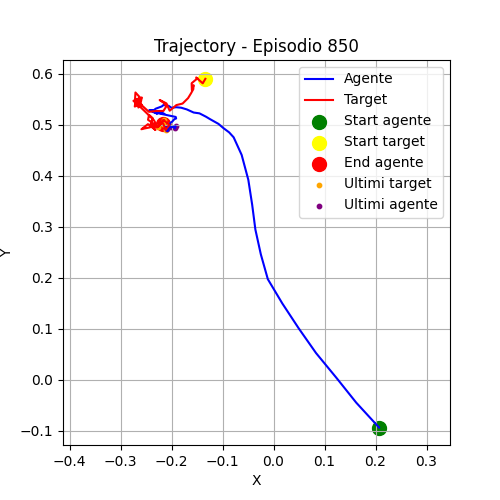 Trajectory - Episodio 850
Agente
Target
Start agente
Start target
End agente
Ultimi target
Ultimi agente
Y
0.6
0.5
0.4
0.3
0.2
0.1
0.0
−0.1
−0.4 −0.3 −0.2 −0.1 0.0 0.1 0.2 0.3
X